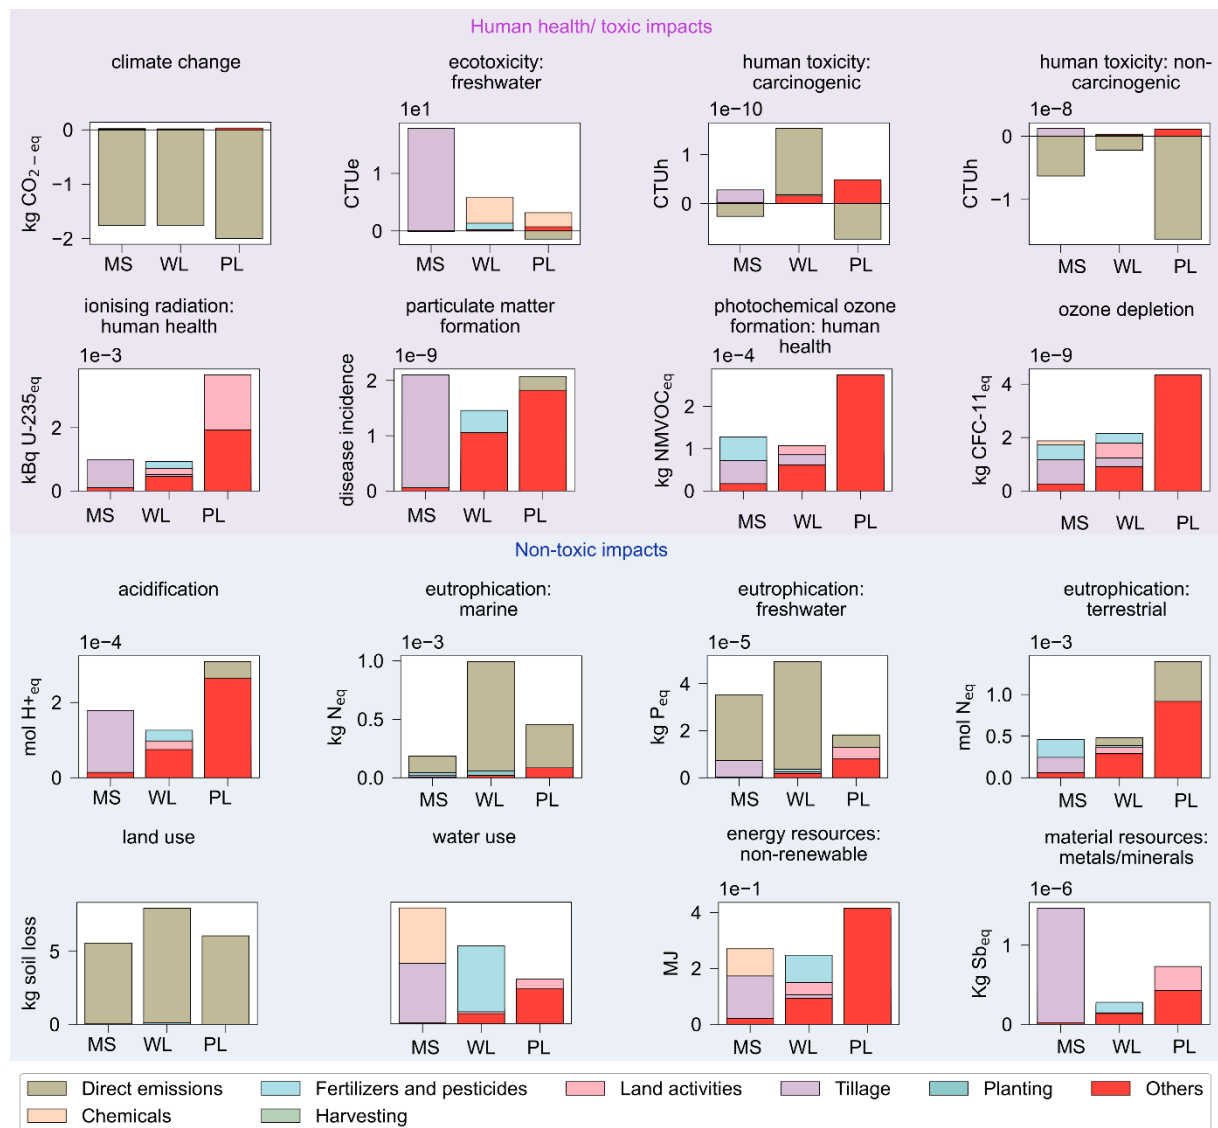 Human health/ toxic impacts
climate change
ecotoxicity:
freshwater
human toxicity:
carcinogenic
human toxicity: non-
carcinogenic
1e1
1e−10
1e−8
kg CO2 − eq
0
−1
−2
MS WL PL
CTUe
1
0
MS WL PL
CTUh
1
0
MS WL PL
CTUh
0
−1
MS WL PL
ionising radiation:
human health
particulate matter
formation
photochemical ozone
formation: human
health
ozone depletion
1e−3
1e−9
1e−4
1e−9
kBq U-235eq
2
0
MS WL PL
disease incidence
2
1
0
MS WL PL
kg NMVOCeq
2
1
0
MS WL PL
kg CFC-11eq
4
2
0
MS WL PL
Non-toxic impacts
acidification
eutrophication:
marine
eutrophication:
freshwater
eutrophication:
terrestrial
1e−4
1e−3
1e−5
1e−3
mol H+eq
2
0
MS WL PL
kg Neq
1.0
0.5
0.0
MS WL PL
kg Peq
4
2
0
MS WL PL
mol Neq
1.0
0.5
0.0
MS WL PL
land use
water use
energy resources:
non-renewable
material resources:
metals/minerals
1e−1
1e−6
kg soil loss
5
0
MS WL PL
MS WL PL
MJ
4
2
0
MS WL PL
Kg Sbeq
1
0
MS WL PL
Direct emissions Fertilizers and pesticides Land activities Tillage Planting Others
Chemicals Harvesting